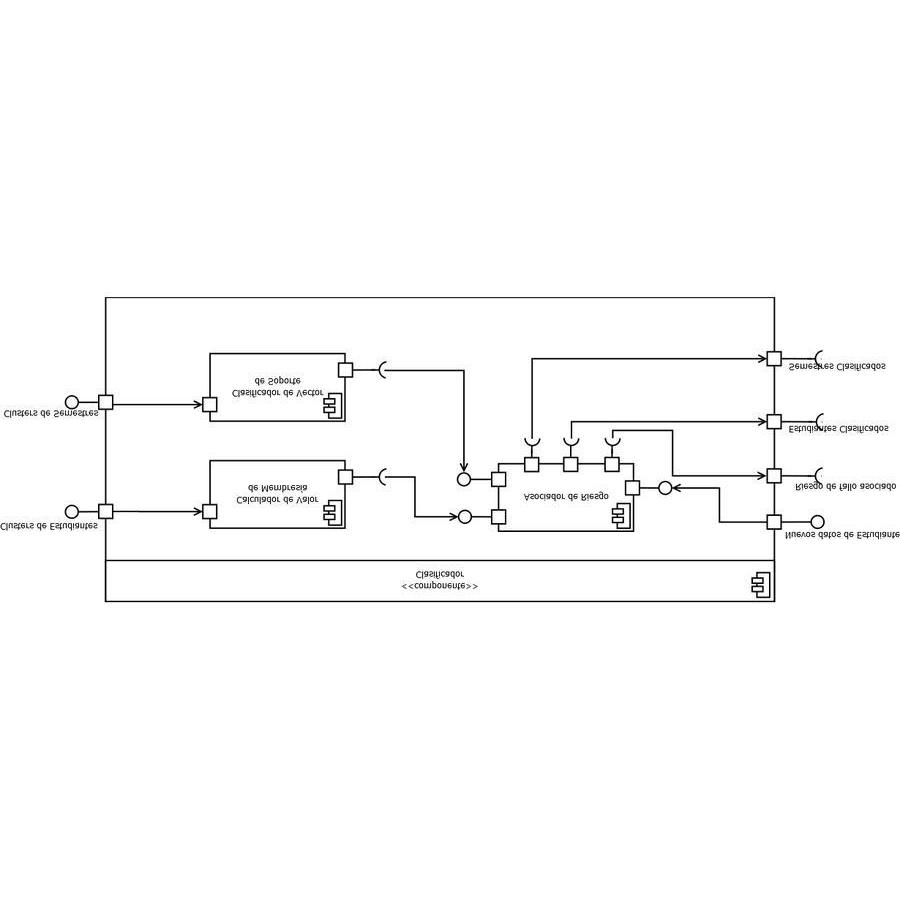 <<componente>>
Clasificador
Clusters de Estudiantes
Calculador de Valor
de Membresía
Asociador de Riesgo
Nuevos datos de Estudiante
Riesgo de fallo asociado
Estudiantes Clasificados
Clusters de Semestres
Clasificador de Vector
de Soporte
Semestres Clasificados